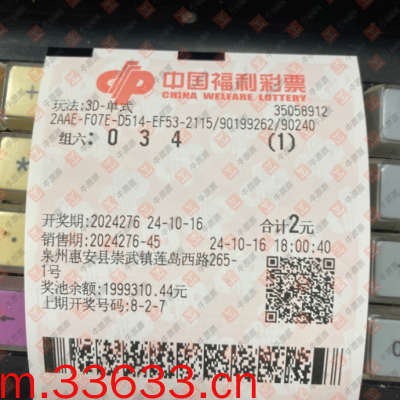 中国福利彩票
CHINA WELFARE LOTTERY
玩法:3D-单式 35058912
2AAE-F07E-D514-EF53-2115/90199262/90240
组六: 0 3 4 (1)
开奖期:2024276 24-10-16 合计2元
销售期:2024276-45 24-10-16 18:00:40
泉州惠安县崇武镇莲岛西路265-
1号
奖池余额:1999310.44元
上期开奖号码:8-2-7
m.33633.cn